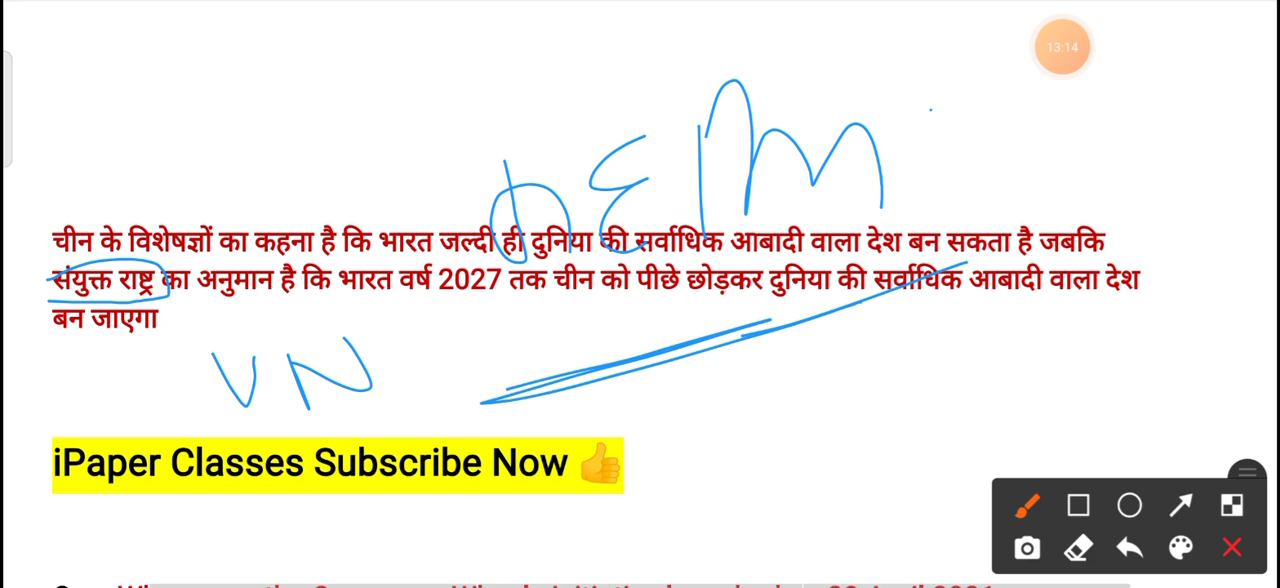 13:14
चीन के विशेषज्ञों का कहना है कि भारत जल्दी ही दुनिया की सर्वाधिक आबादी वाला देश बन सकता है जबकि
संयुक्त राष्ट्र का अनुमान है कि भारत वर्ष 2027 तक चीन को पीछे छोड़कर दुनिया की सर्वाधिक आबादी वाला देश
बन जाएगा
UN
iPaper Classes Subscribe Now 👍